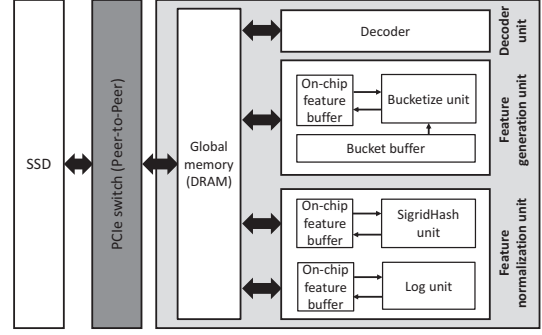 SSD
PCIe switch (Peer-to-Peer)
Global
memory
(DRAM)
Decoder
Decoder
unit
On-chip
feature
buffer
Bucketize unit
Bucket buffer
Feature
generation unit
On-chip
feature
buffer
SigridHash
unit
On-chip
feature
buffer
Log unit
Feature
normalization unit